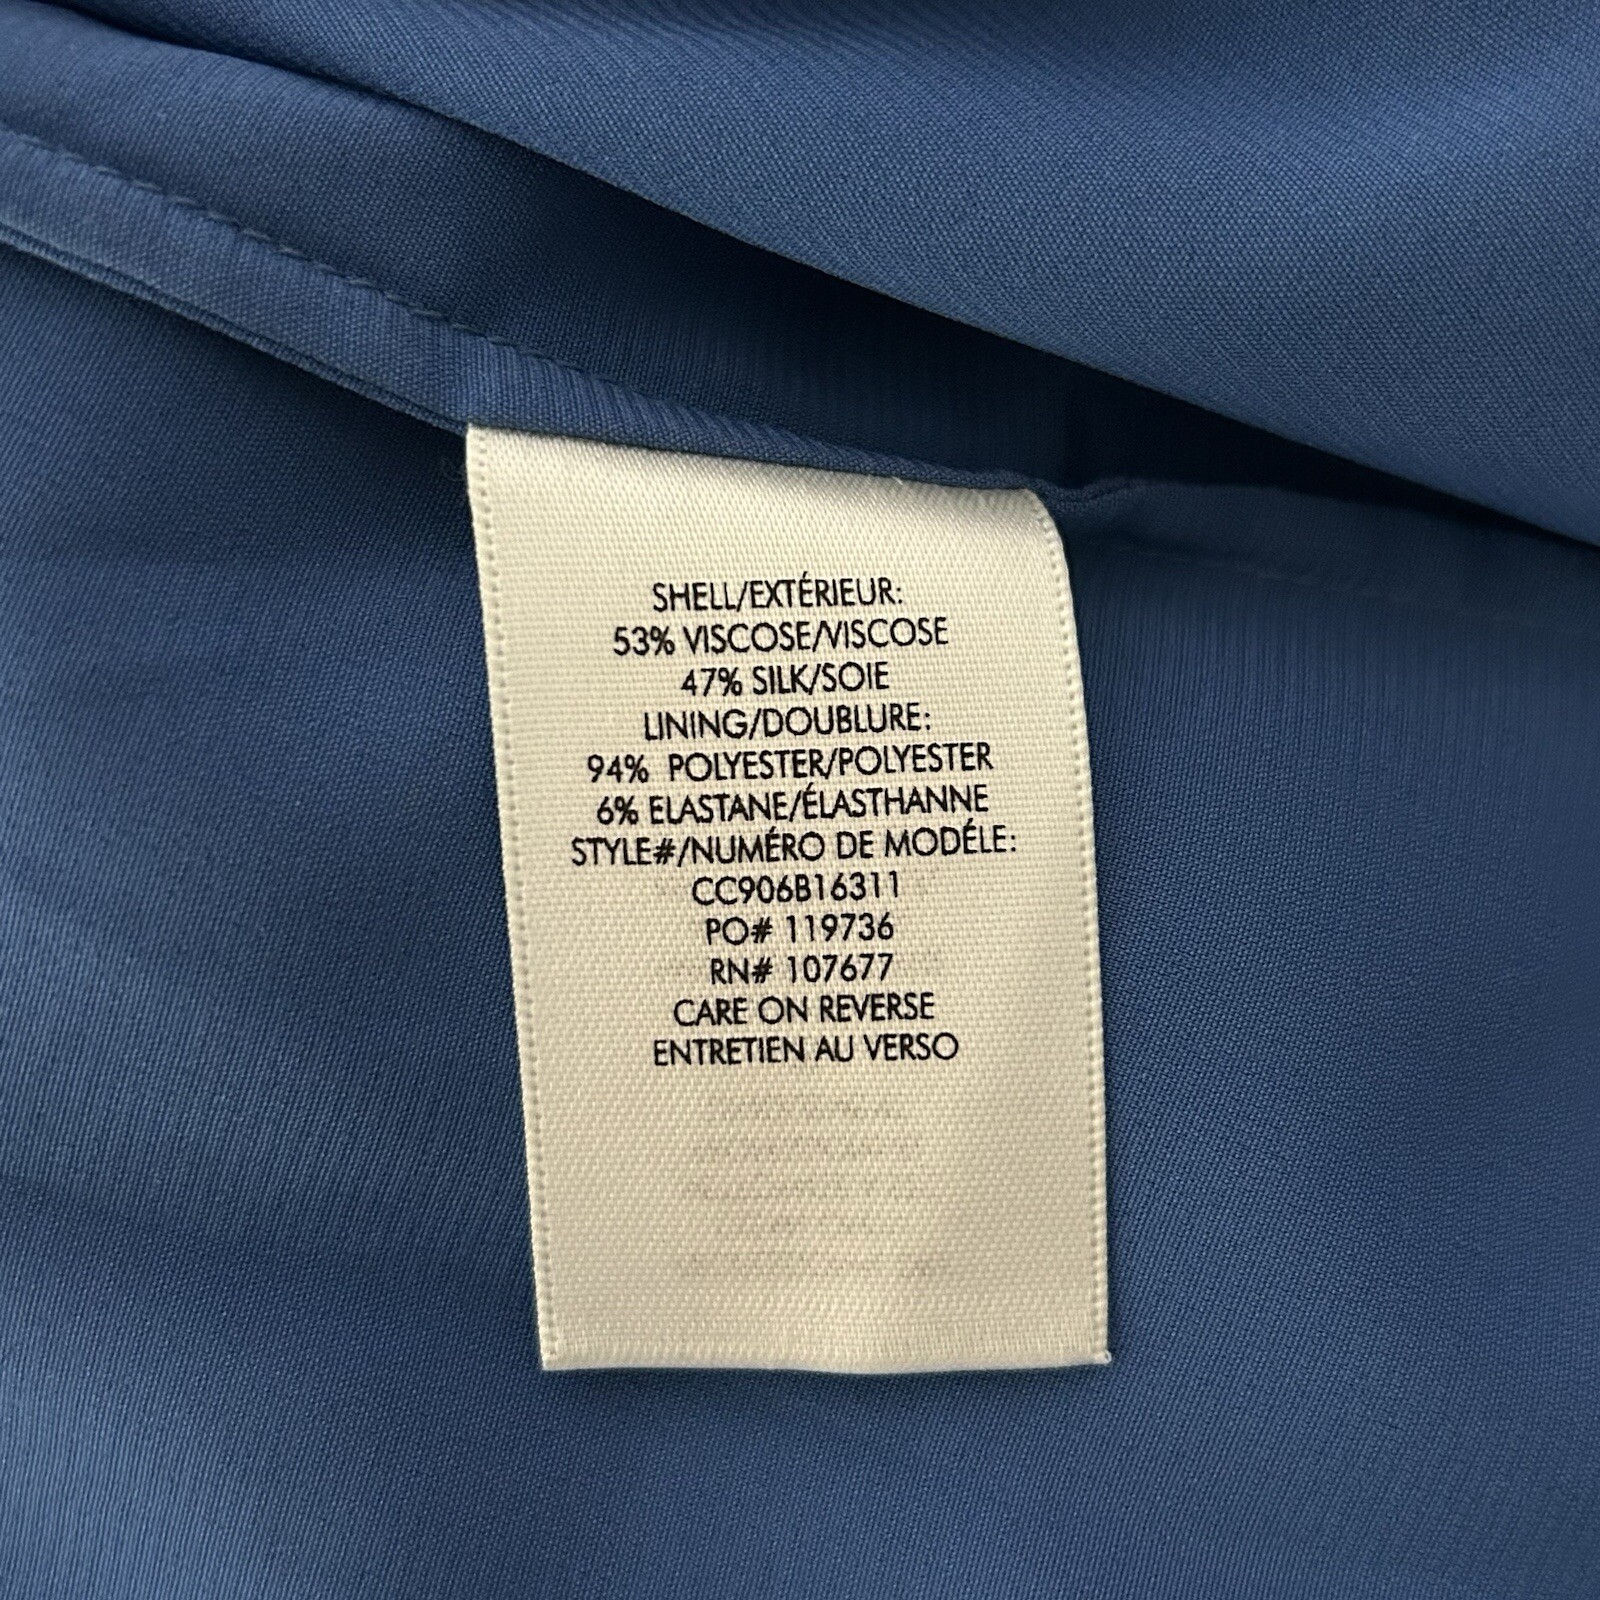 SHELL/EXTÉRIEUR:
53% VISCOSE/VISCOSE
47% SILK/SOIE
LINING/DOUBLURE:
94% POLYESTER/POLYESTER
6% ELASTANE/ÉLASTHANNE
STYLE#/NUMÉRO DE MODÉLE:
CC906B16311
PO# 119736
RN# 107677
CARE ON REVERSE
ENTRETIEN AU VERSO